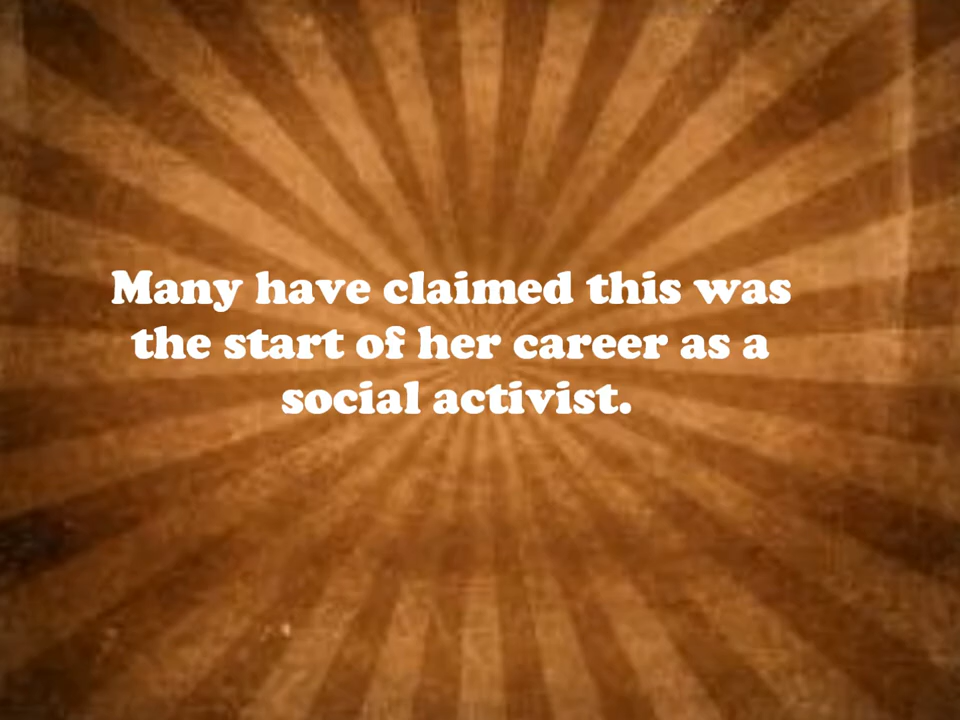 Many have claimed this was
the start of her career as a
social activist.